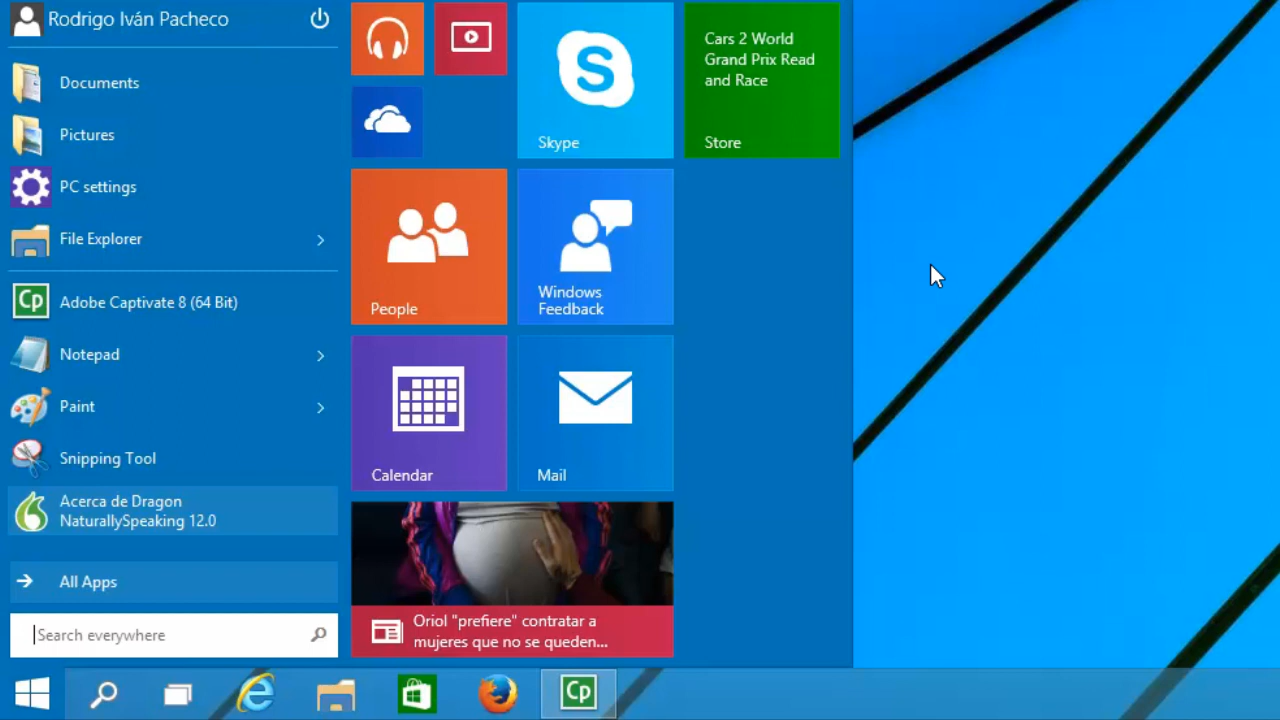 Rodrigo Iván Pacheco
Documents
Pictures
PC settings
File Explorer
Cp
Adobe Captivate 8 (64 Bit)
Notepad
Paint
Snipping Tool
Acerca de Dragon
NaturallySpeaking 12.0
All Apps
Search everywhere
S
Skype
Cars 2 World
Grand Prix Read
and Race
Store
People
Windows
Feedback
Calendar
Mail
Oriol "prefiere" contratar a
mujeres que no se queden...
Cp